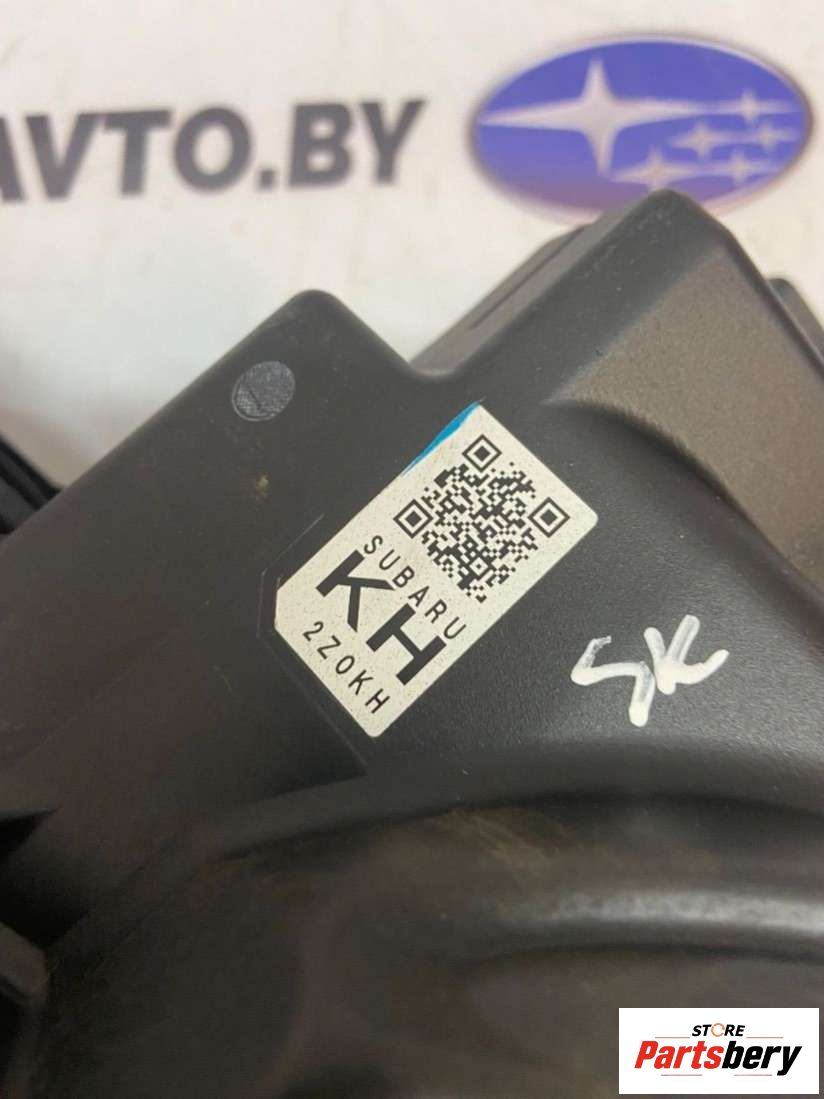 AVTO.BY
SUBARU
KH
2Z0KH
SK
STORE
Partsbery